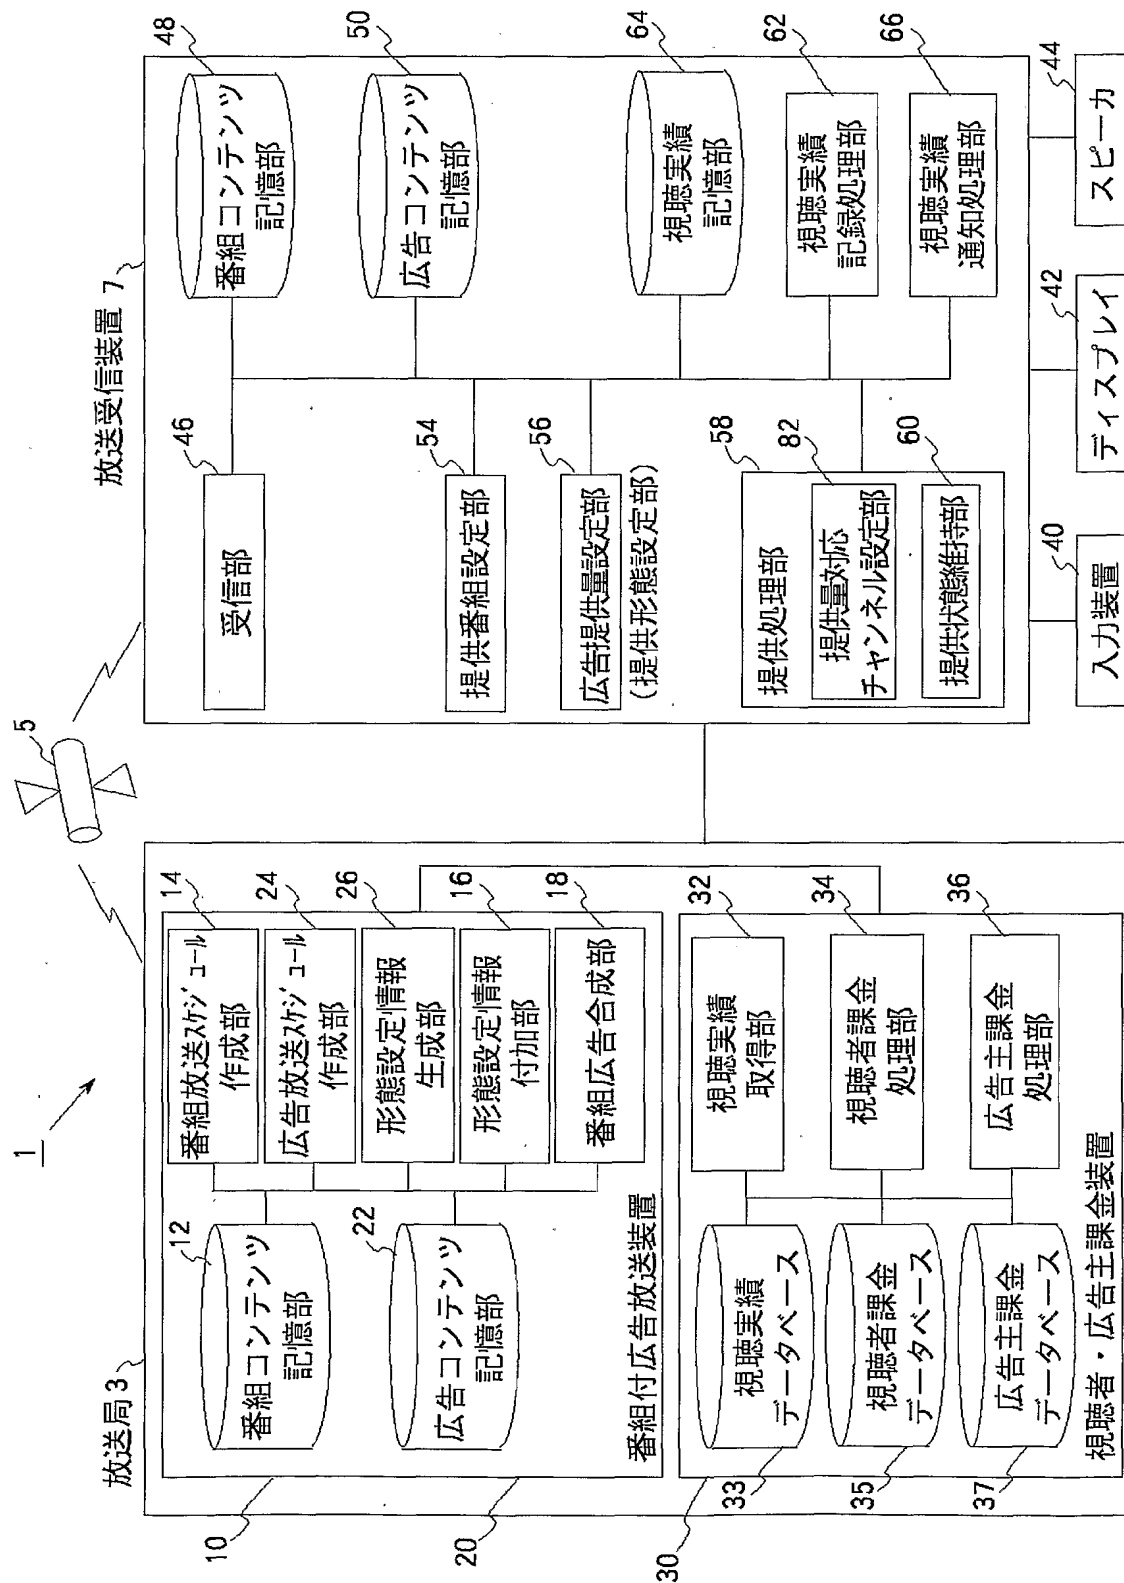 1
5
放送局3
10
20
30
12
番組コンテンツ
記憶部
22
広告コンテンツ
記憶部
14
番組放送スケジュール
作成部
24
広告放送スケジュール
作成部
26
形態設定情報
生成部
16
形態設定情報
付加部
18
番組広告合成部
番組付広告放送装置
視聴実績
データベース
33
視聴者課金
データベース
35
広告主課金
データベース
37
32
視聴実績
取得部
34
視聴者課金
処理部
36
広告主課金
処理部
視聴者・広告主課金装置
放送受信装置 7
46
受信部
54
提供番組設定部
56
広告提供量設定部
(提供形態設定部)
58
提供処理部
82
提供量対応
チャンネル設定部
60
提供状態維持部
48
番組コンテンツ
記憶部
50
広告コンテンツ
記憶部
64
視聴実績
記憶部
62
視聴実績
記録処理部
66
視聴実績
通知処理部
40
入力装置
42
ディスプレイ
44
スピーカ